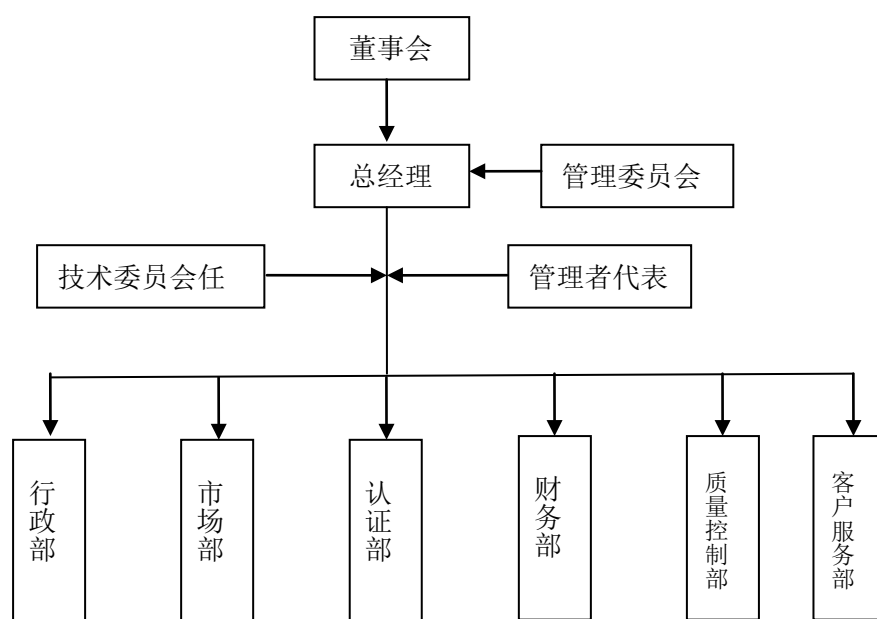 董事会
总经理
管理委员会
技术委员会任
管理者代表
行政部
市场部
认证部
财务部
质量控制部
客户服务部